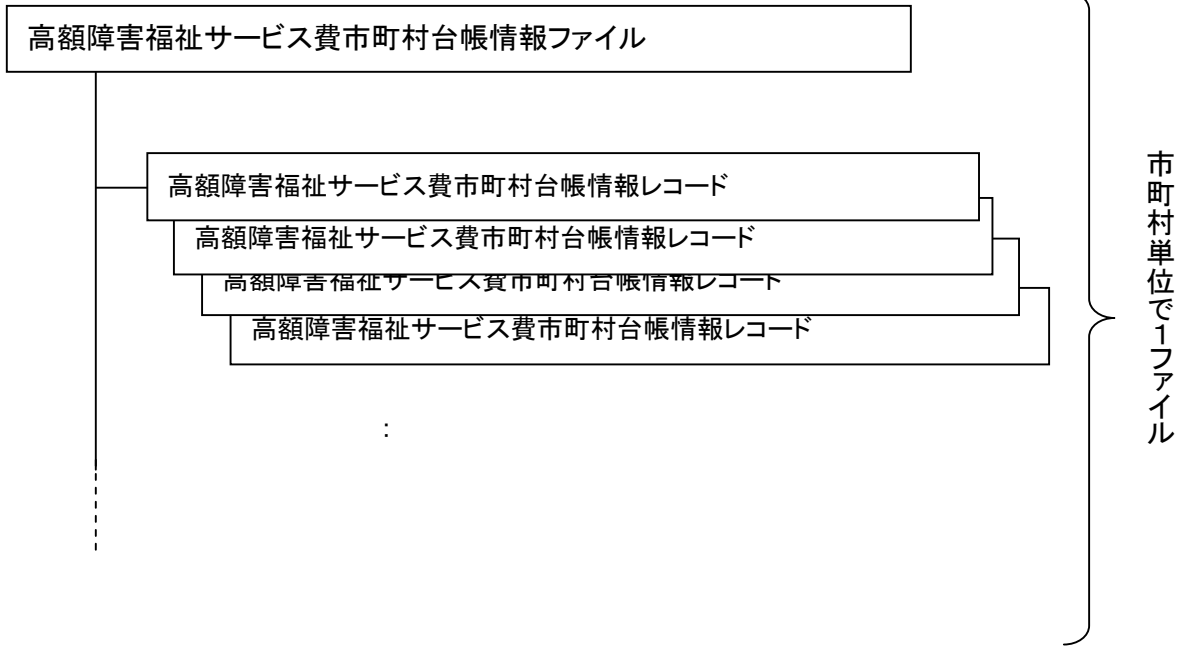 高額障害福祉サービス費市町村台帳情報ファイル
高額障害福祉サービス費市町村台帳情報レコード
高額障害福祉サービス費市町村台帳情報レコード
高額障害福祉サービス費市町村台帳情報レコード
高額障害福祉サービス費市町村台帳情報レコード
:
市町村単位で1ファイル